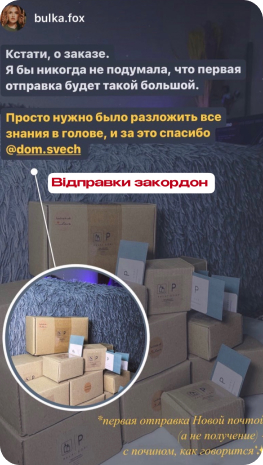 bulka.fox
Кстати, о заказе.
Я бы никогда не подумала, что первая
отправка будет такой большой.
Просто нужно было разложить все
знания в голове, и за это спасибо
@dom.svech
Відправки закордон
P
P
*первая отправка Новой почтой
(а не получение)
с почином, как говорится